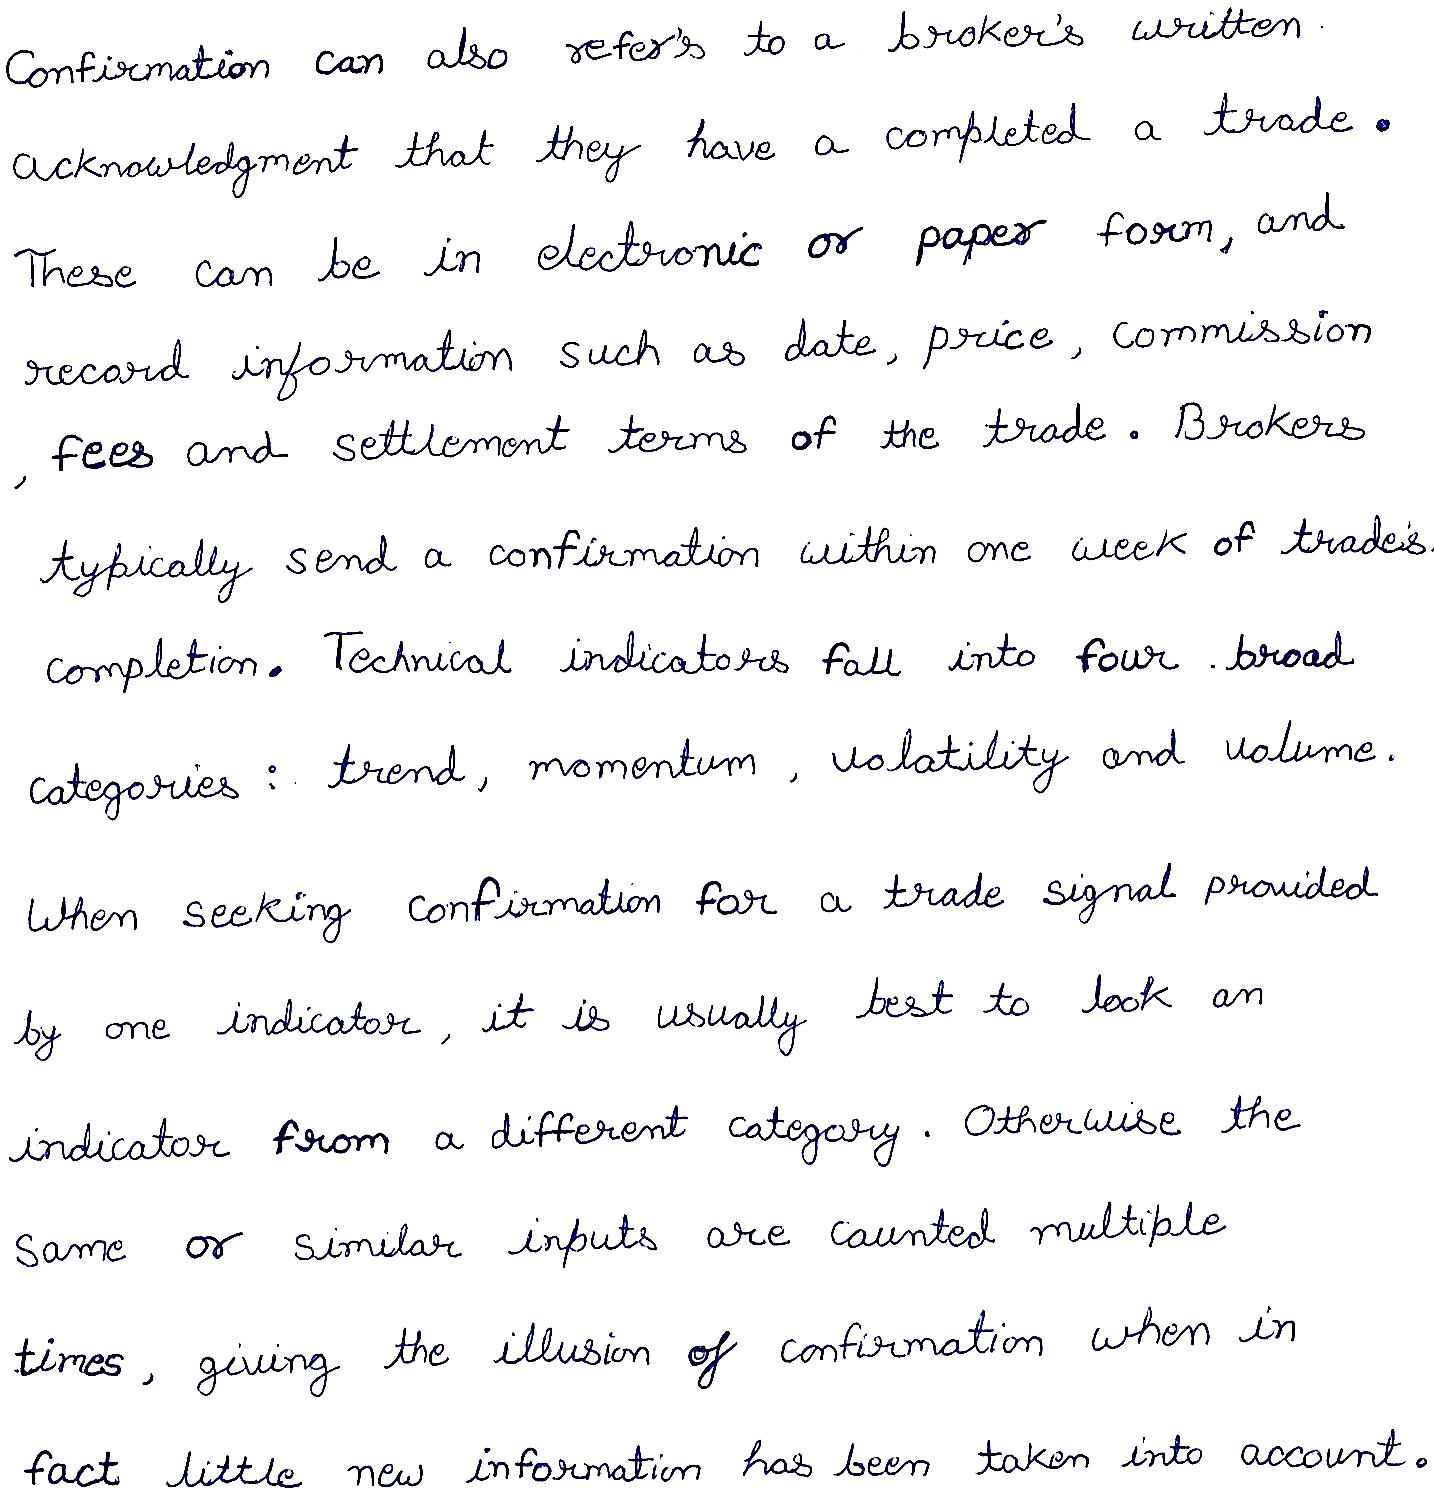 Confirmation can also refer's to a broker's written
acknowledgment that they have a completed a trade.
These can be in electronic or paper form, and
record information such as date, price, commission
, fees and settlement terms of the trade. Brokers
typically send a confirmation within one week of trade's.
completion. Technical indicators fall into four broad
categories: trend, momentum, volatility and volume.
When seeking confirmation for a trade signal provided
by one indicator, it is usually best to look an
indicator from a different category. Otherwise the
Same or similar inputs are counted multiple
times, giving the illusion of confirmation when in
fact little new information has been taken into account.